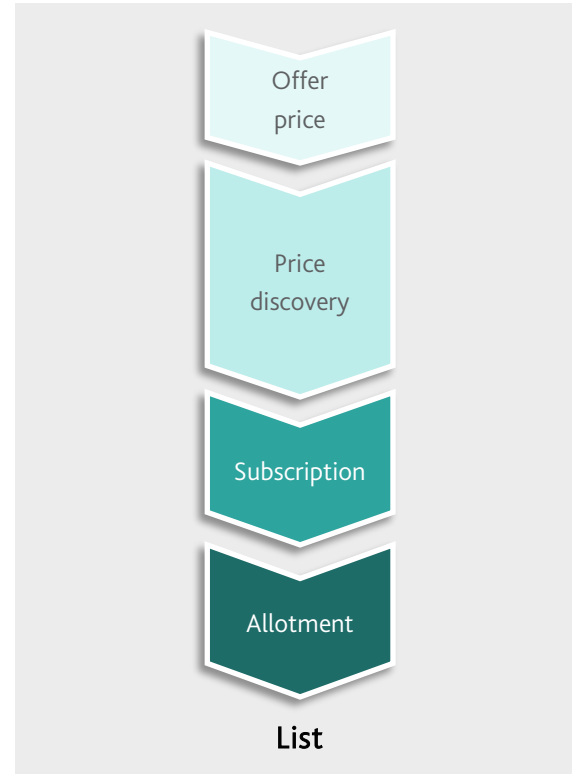 Offer
price
Price
discovery
Subscription
Allotment
List